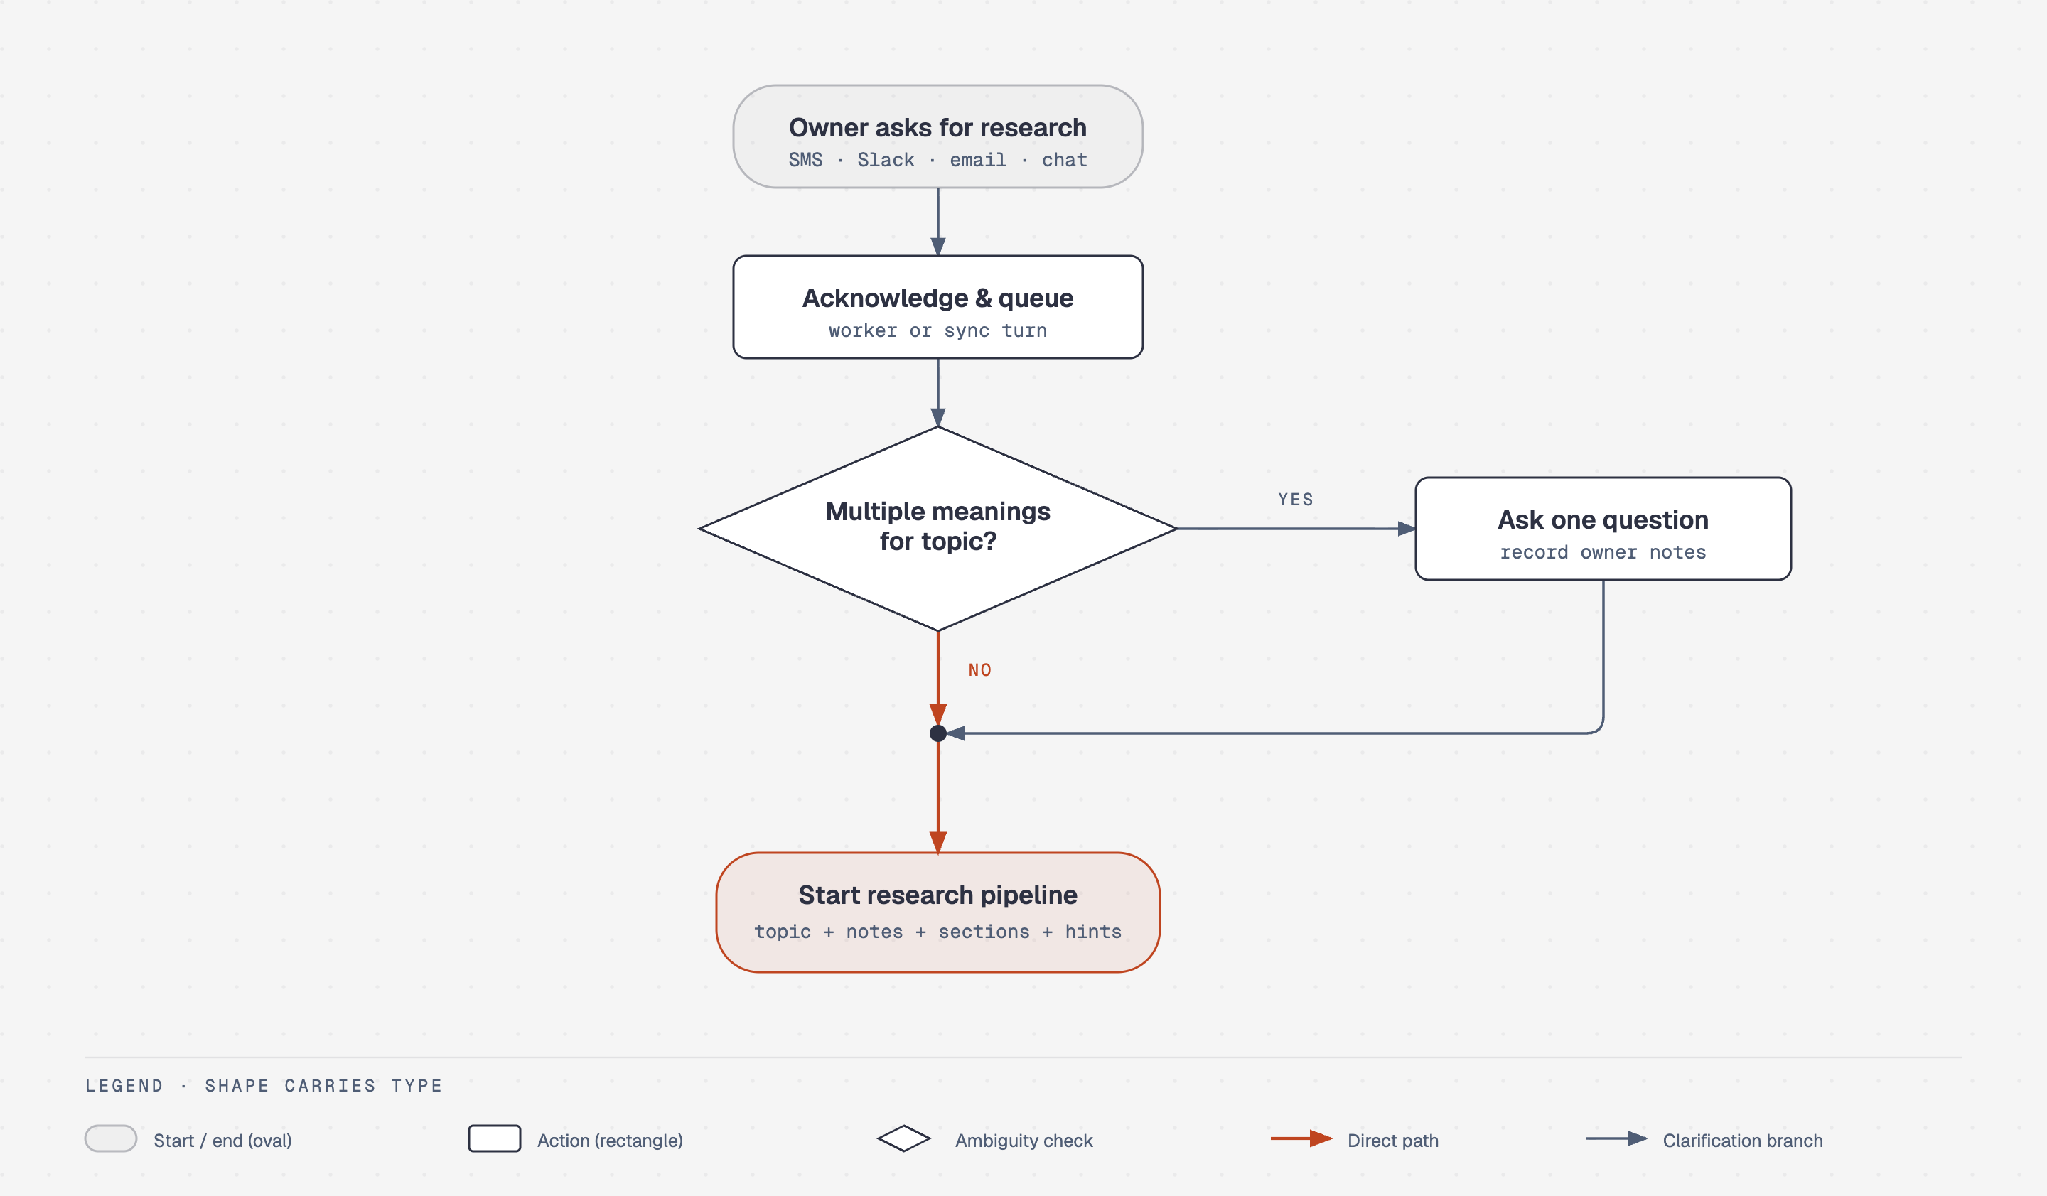 Owner asks for research
SMS · Slack · email · chat
Acknowledge & queue
worker or sync turn
Multiple meanings
for topic?
YES
Ask one question
record owner notes
NO
Start research pipeline
topic + notes + sections + hints
LEGEND · SHAPE CARRIES TYPE
Start / end (oval)
Action (rectangle)
Ambiguity check
Direct path
Clarification branch